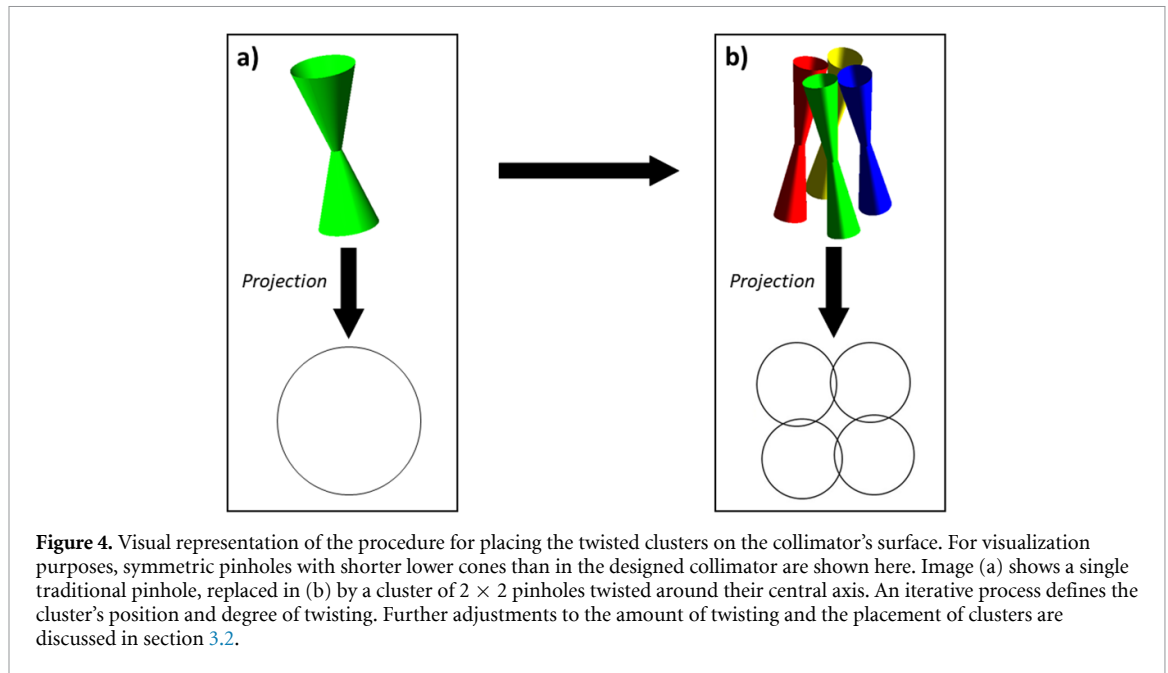 a)
b)
Projection
Projection
Figure 4. Visual representation of the procedure for placing the twisted clusters on the collimator’s surface. For visualization
purposes, symmetric pinholes with shorter lower cones than in the designed collimator are shown here. Image (a) shows a single
traditional pinhole, replaced in (b) by a cluster of 2 × 2 pinholes twisted around their central axis. An iterative process defines the
cluster’s position and degree of twisting. Further adjustments to the amount of twisting and the placement of clusters are
discussed in section 3.2.